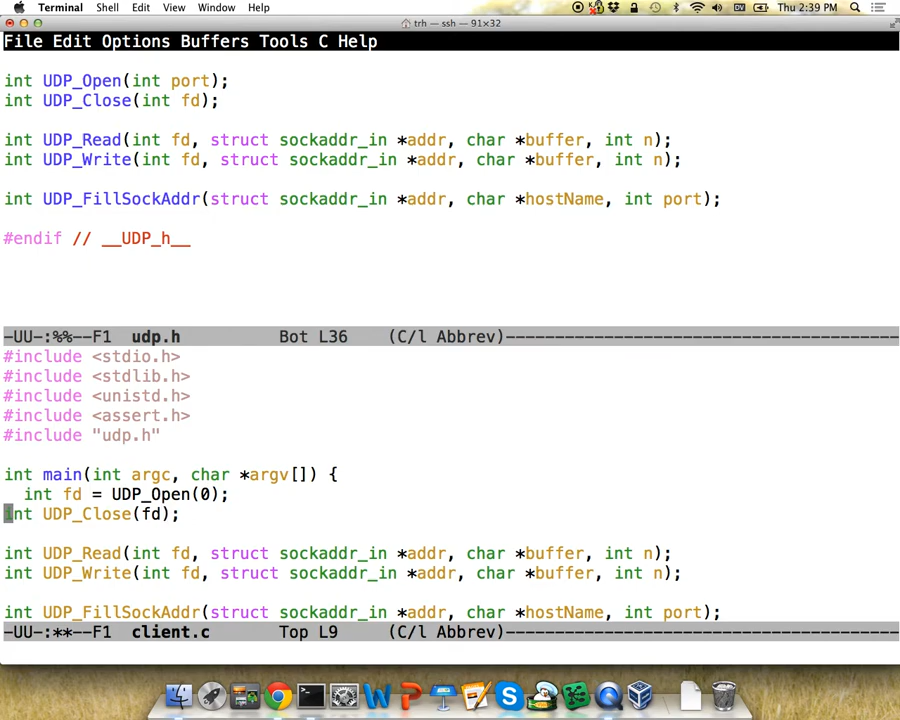 Terminal Shell Edit View Window Help Thu 2:39 PM
trh — ssh — 91×32
File Edit Options Buffers Tools C Help
int UDP_Open(int port);
int UDP_Close(int fd);
int UDP_Read(int fd, struct sockaddr_in *addr, char *buffer, int n);
int UDP_Write(int fd, struct sockaddr_in *addr, char *buffer, int n);
int UDP_FillSockAddr(struct sockaddr_in *addr, char *hostName, int port);
#endif // __UDP_h__
-UU-:%%--F1  udp.h          Bot L36    (C/l Abbrev)----------------------------------------
#include <stdio.h>
#include <stdlib.h>
#include <unistd.h>
#include <assert.h>
#include "udp.h"
int main(int argc, char *argv[]) {
  int fd = UDP_Open(0);
int UDP_Close(fd);
int UDP_Read(int fd, struct sockaddr_in *addr, char *buffer, int n);
int UDP_Write(int fd, struct sockaddr_in *addr, char *buffer, int n);
int UDP_FillSockAddr(struct sockaddr_in *addr, char *hostName, int port);
-UU-:**--F1  client.c       Top L9     (C/l Abbrev)----------------------------------------